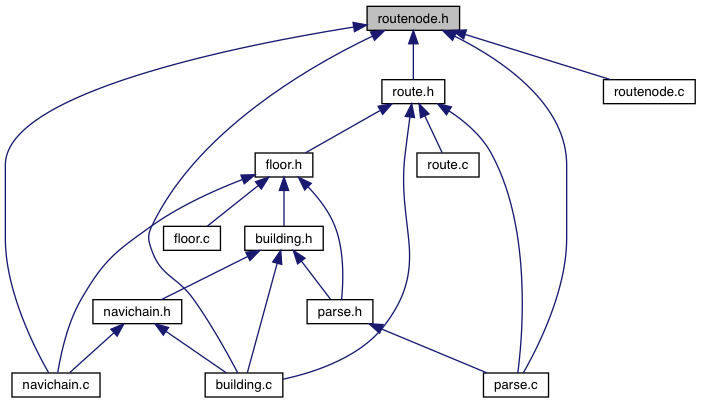 routenode.h
route.h
routenode.c
floor.h
route.c
floor.c
building.h
navichain.h
parse.h
navichain.c
building.c
parse.c